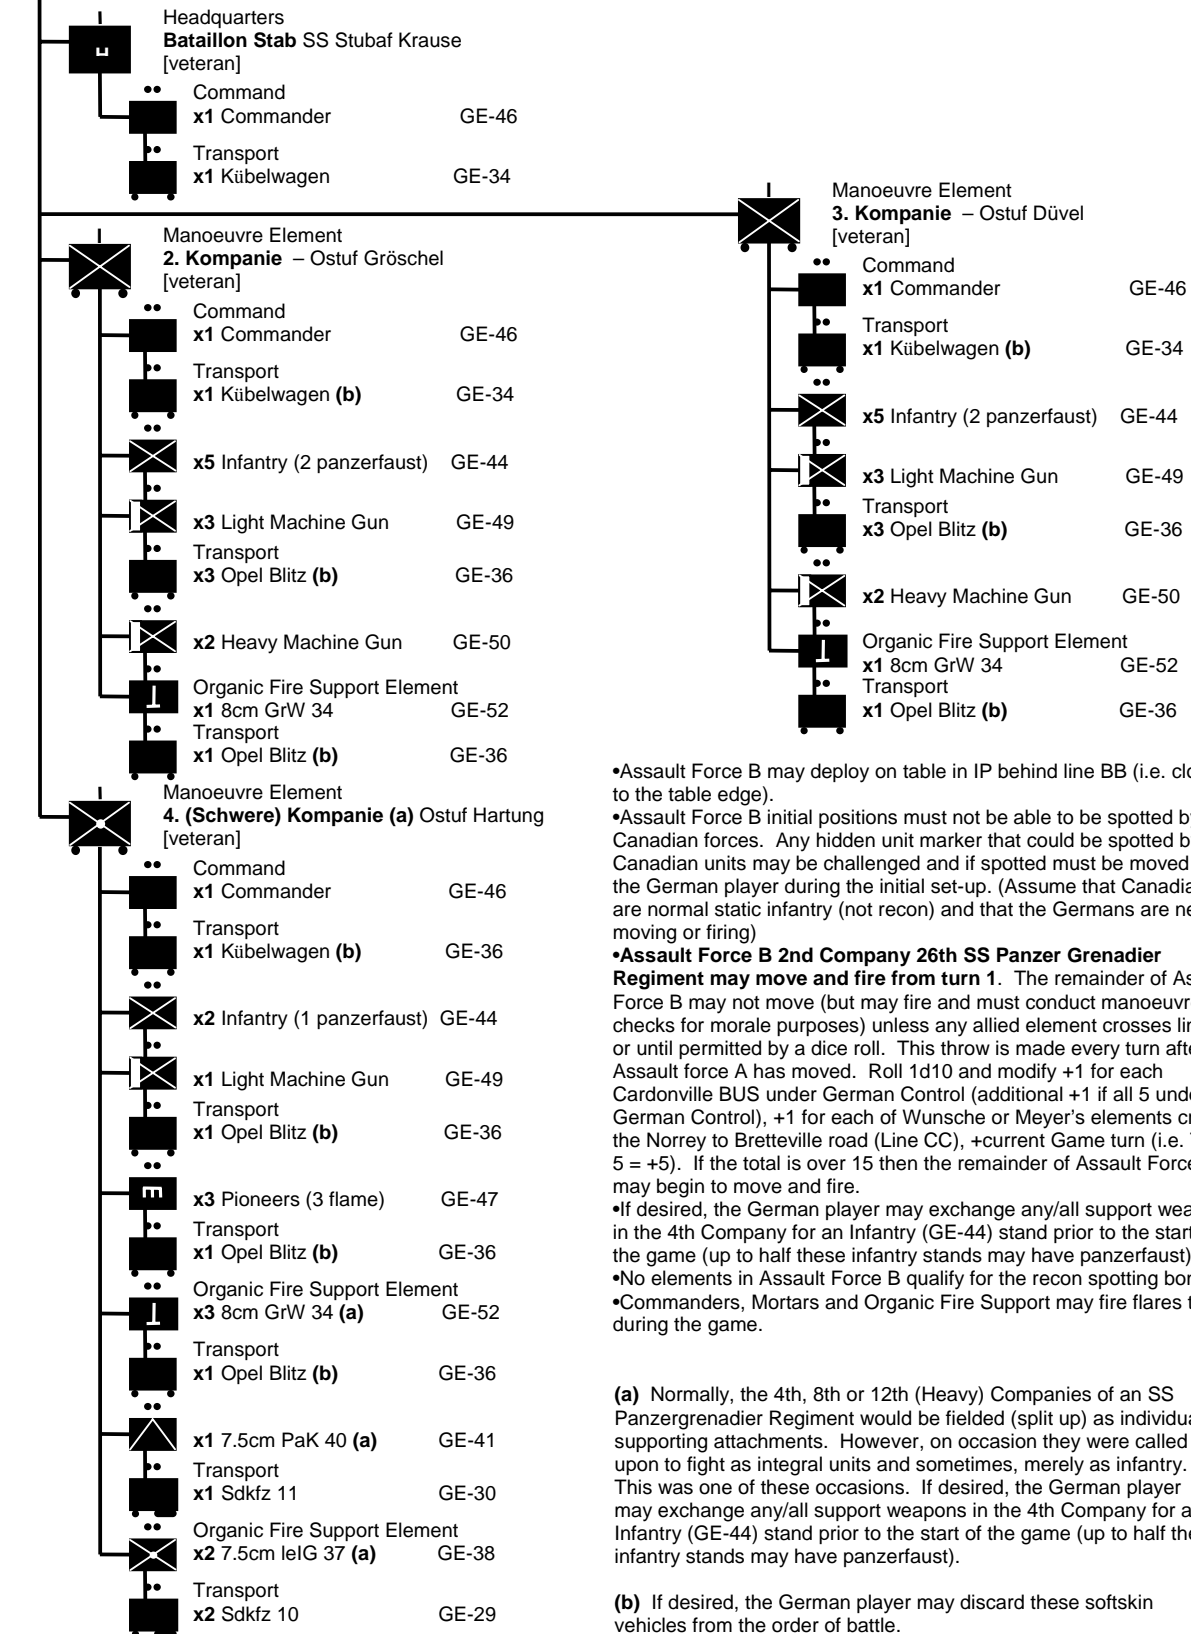 Headquarters
Bataillon Stab SS Stubaf Krause
[veteran]
Command
x1 Commander GE-46
Transport
x1 Kübelwagen GE-34
Manoeuvre Element
2. Kompanie – Ostuf Gröschel
[veteran]
Command
x1 Commander GE-46
Transport
x1 Kübelwagen (b) GE-34
x5 Infantry (2 panzerfaust) GE-44
x3 Light Machine Gun GE-49
Transport
x3 Opel Blitz (b) GE-36
x2 Heavy Machine Gun GE-50
Organic Fire Support Element
x1 8cm GrW 34 GE-52
Transport
x1 Opel Blitz (b) GE-36
Manoeuvre Element
4. (Schwere) Kompanie (a) Ostuf Hartung
[veteran]
Command
x1 Commander GE-46
Transport
x1 Kübelwagen (b) GE-36
x2 Infantry (1 panzerfaust) GE-44
x1 Light Machine Gun GE-49
Transport
x1 Opel Blitz (b) GE-36
x3 Pioneers (3 flame) GE-47
Transport
x1 Opel Blitz (b) GE-36
Organic Fire Support Element
x3 8cm GrW 34 (a) GE-52
Transport
x1 Opel Blitz (b) GE-36
x1 7.5cm PaK 40 (a) GE-41
Transport
x1 Sdkfz 11 GE-30
Organic Fire Support Element
x2 7.5cm leIG 37 (a) GE-38
Transport
x2 Sdkfz 10 GE-29
Manoeuvre Element
3. Kompanie – Ostuf Düvel
[veteran]
Command
x1 Commander GE-46
Transport
x1 Kübelwagen (b) GE-34
x5 Infantry (2 panzerfaust) GE-44
x3 Light Machine Gun GE-49
Transport
x3 Opel Blitz (b) GE-36
x2 Heavy Machine Gun GE-50
Organic Fire Support Element
x1 8cm GrW 34 GE-52
Transport
x1 Opel Blitz (b) GE-36
•Assault Force B may deploy on table in IP behind line BB (i.e.
to the table edge).
•Assault Force B initial positions must not be able to be spotted
Canadian forces. Any hidden unit marker that could be spotted
Canadian units may be challenged and if spotted must be moved
the German player during the initial set-up. (Assume that
are normal static infantry (not recon) and that the Germans are
moving or firing)
•Assault Force B 2nd Company 26th SS Panzer Grenadier
Regiment may move and fire from turn 1. The remainder of
Force B may not move (but may fire and must conduct
checks for morale purposes) unless any allied element crosses
or until permitted by a dice roll. This throw is made every turn
Assault force A has moved. Roll 1d10 and modify +1 for each
Cardonville BUS under German Control (additional +1 if all 5
German Control), +1 for each of Wunsche or Meyer's elements
the Norrey to Bretteville road (Line CC), +current Game turn (i.e.
5 = +5). If the total is over 15 then the remainder of Assault
may begin to move and fire.
•If desired, the German player may exchange any/all support
in the 4th Company for an Infantry (GE-44) stand prior to the
the game (up to half these infantry stands may have panzerfaust)
•No elements in Assault Force B qualify for the recon spotting
•Commanders, Mortars and Organic Fire Support may fire flares
during the game.
(a) Normally, the 4th, 8th or 12th (Heavy) Companies of an SS
Panzergrenadier Regiment would be fielded (split up) as
supporting attachments. However, on occasion they were called
upon to fight as integral units and sometimes, merely as infantry.
This was one of these occasions. If desired, the German player
may exchange any/all support weapons in the 4th Company for
Infantry (GE-44) stand prior to the start of the game (up to half
infantry stands may have panzerfaust).
(b) If desired, the German player may discard these softskin
vehicles from the order of battle.